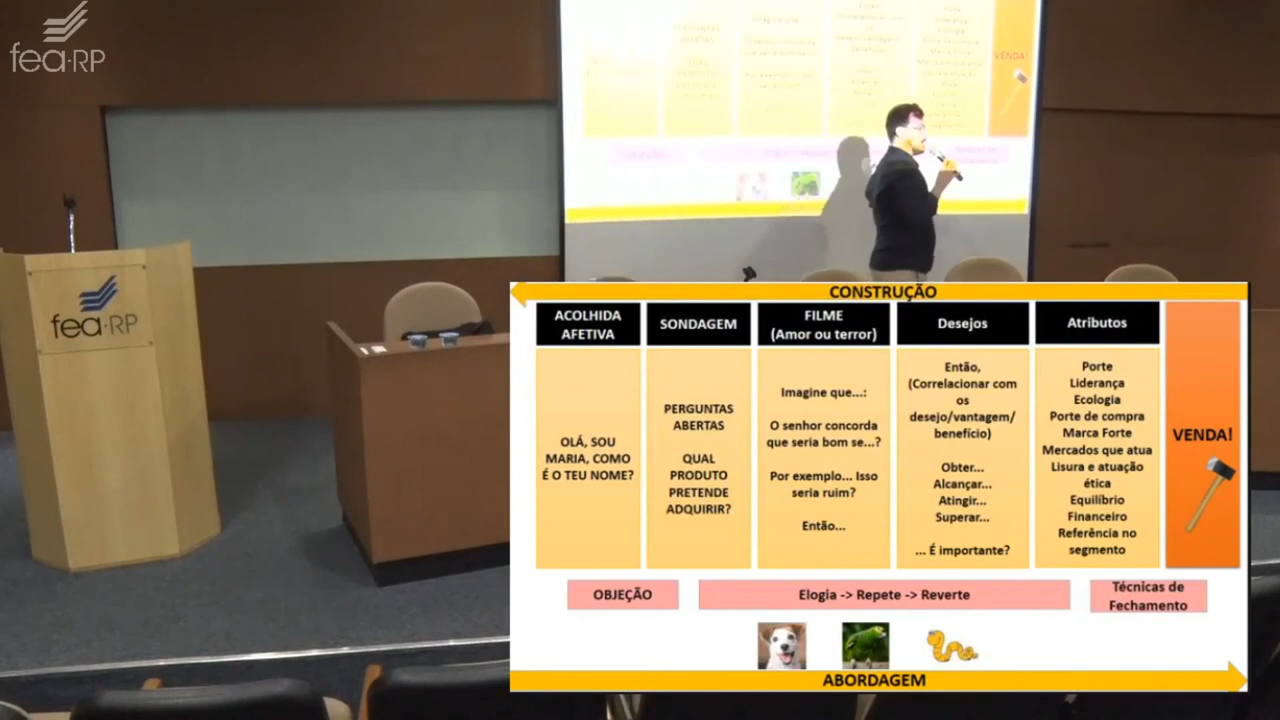 fea-RP
VENDA!
fea-RP
CONSTRUÇÃO
ACOLHIDA
AFETIVA
OLÁ, SOU
MARIA, COMO
É O TEU NOME?
SONDAGEM
PERGUNTAS
ABERTAS
QUAL
PRODUTO
PRETENDE
ADQUIRIR?
FILME
(Amor ou terror)
Imagine que...:
O senhor concorda
que seria bom se...?
Por exemplo... Isso
seria ruim?
Então...
Desejos
Então,
(Correlacionar com
os
desejo/vantagem/
benefício)
Obter...
Alcançar...
Atingir...
Superar...
... É importante?
Atributos
Porte
Liderança
Ecologia
Porte de compra
Marca Forte
Mercados que atua
Lisura e atuação
ética
Equilíbrio
Financeiro
Referência no
segmento
VENDA!
OBJEÇÃO
Elogia -> Repete -> Reverte
Técnicas de
Fechamento
ABORDAGEM